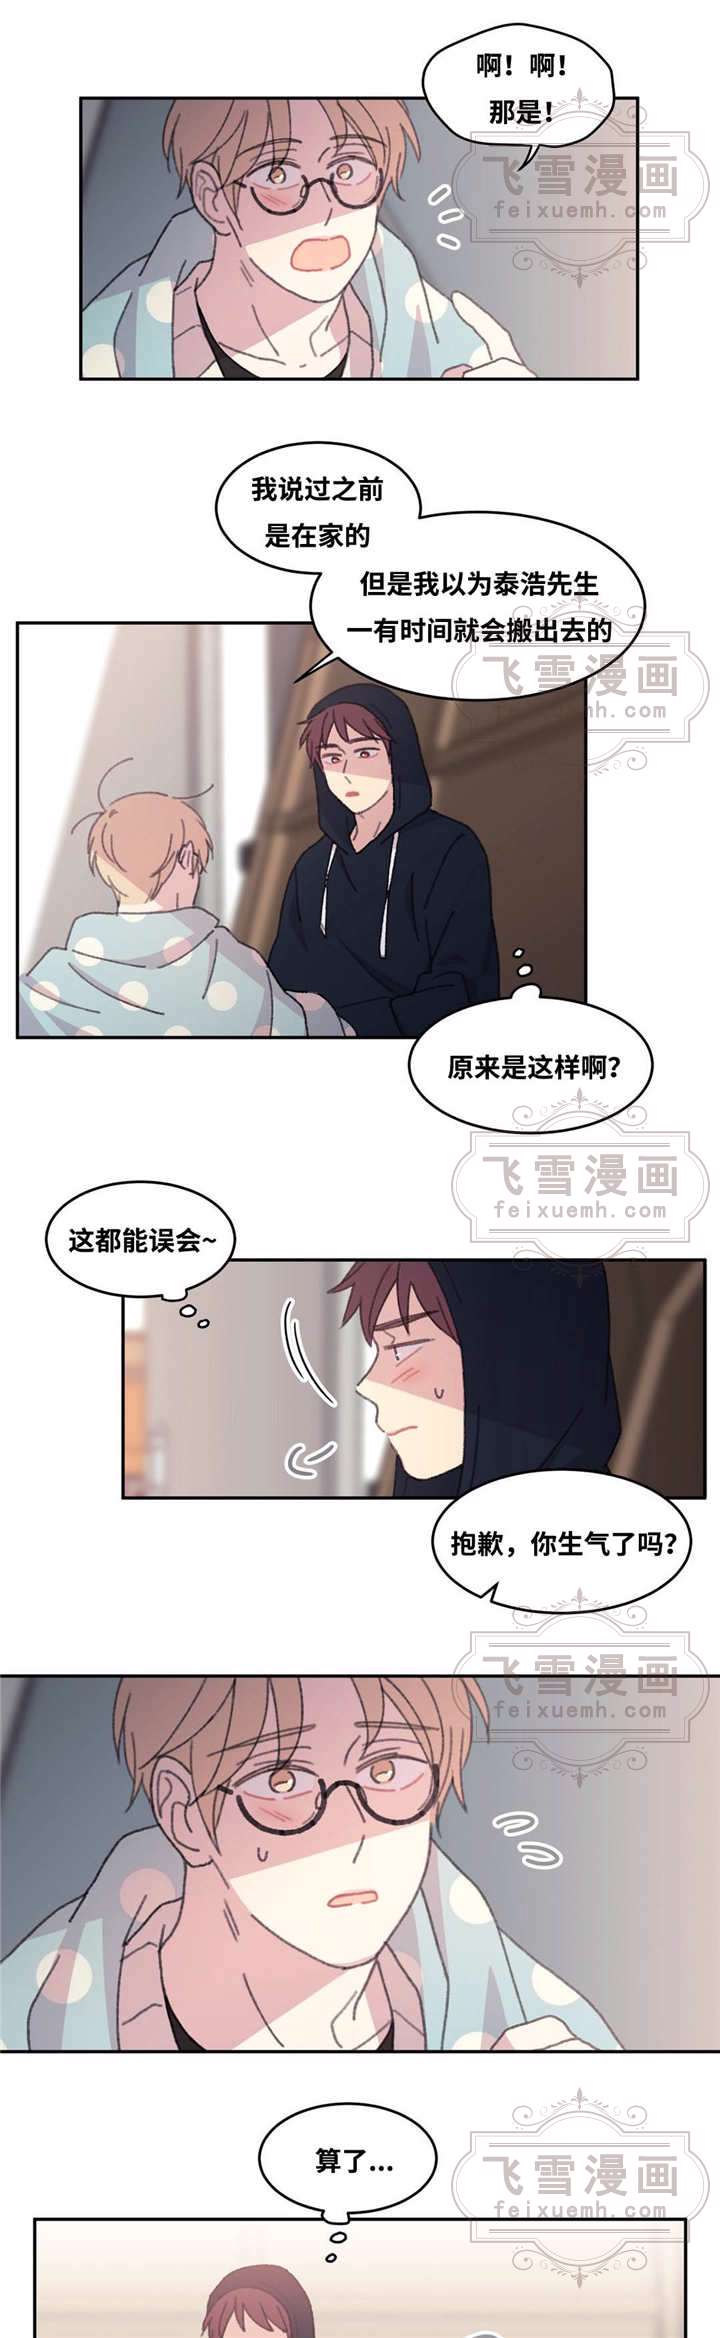 啊！啊！
那是！
飞雪漫画
feixuemh.com
我说过之前
是在家的
但是我以为泰浩先生
一有时间就会搬出去的
飞雪漫画
feixuemh.com
原来是这样啊?
飞雪漫画
feixuemh.com
这都能误会~
抱歉，你生气了吗?
飞雪漫画
feixuemh.com
算了...
飞雪漫画
feixuemh.com